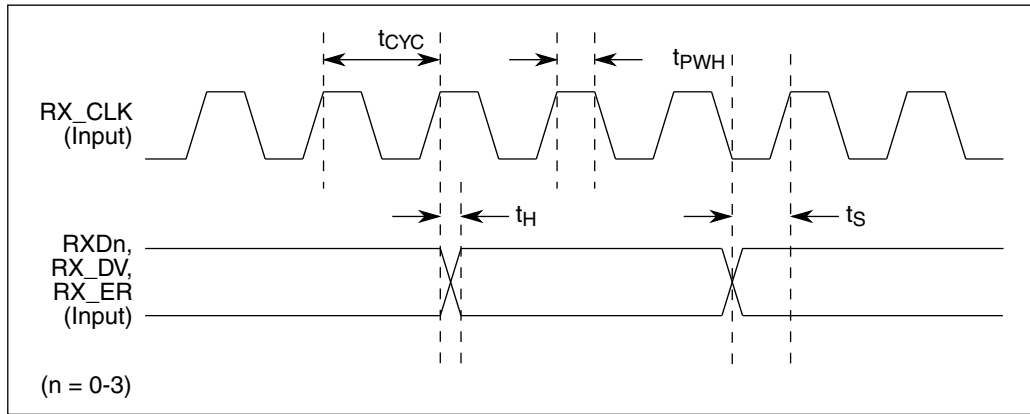 tCYC
tPWH
RX_CLK
(Input)
tH
tS
RXDn,
RX_DV,
RX_ER
(Input)
(n = 0-3)